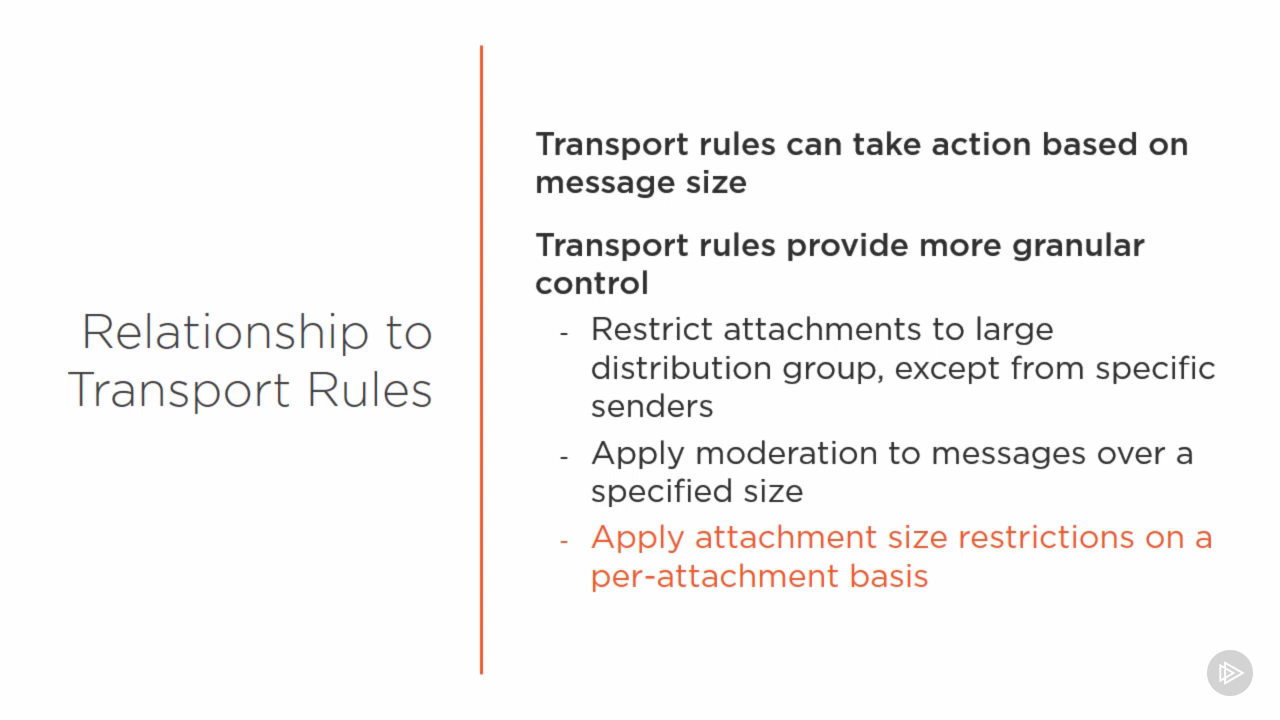 Relationship to
Transport Rules
Transport rules can take action based on
message size
Transport rules provide more granular
control
- Restrict attachments to large
distribution group, except from specific
senders
- Apply moderation to messages over a
specified size
- Apply attachment size restrictions on a
per-attachment basis